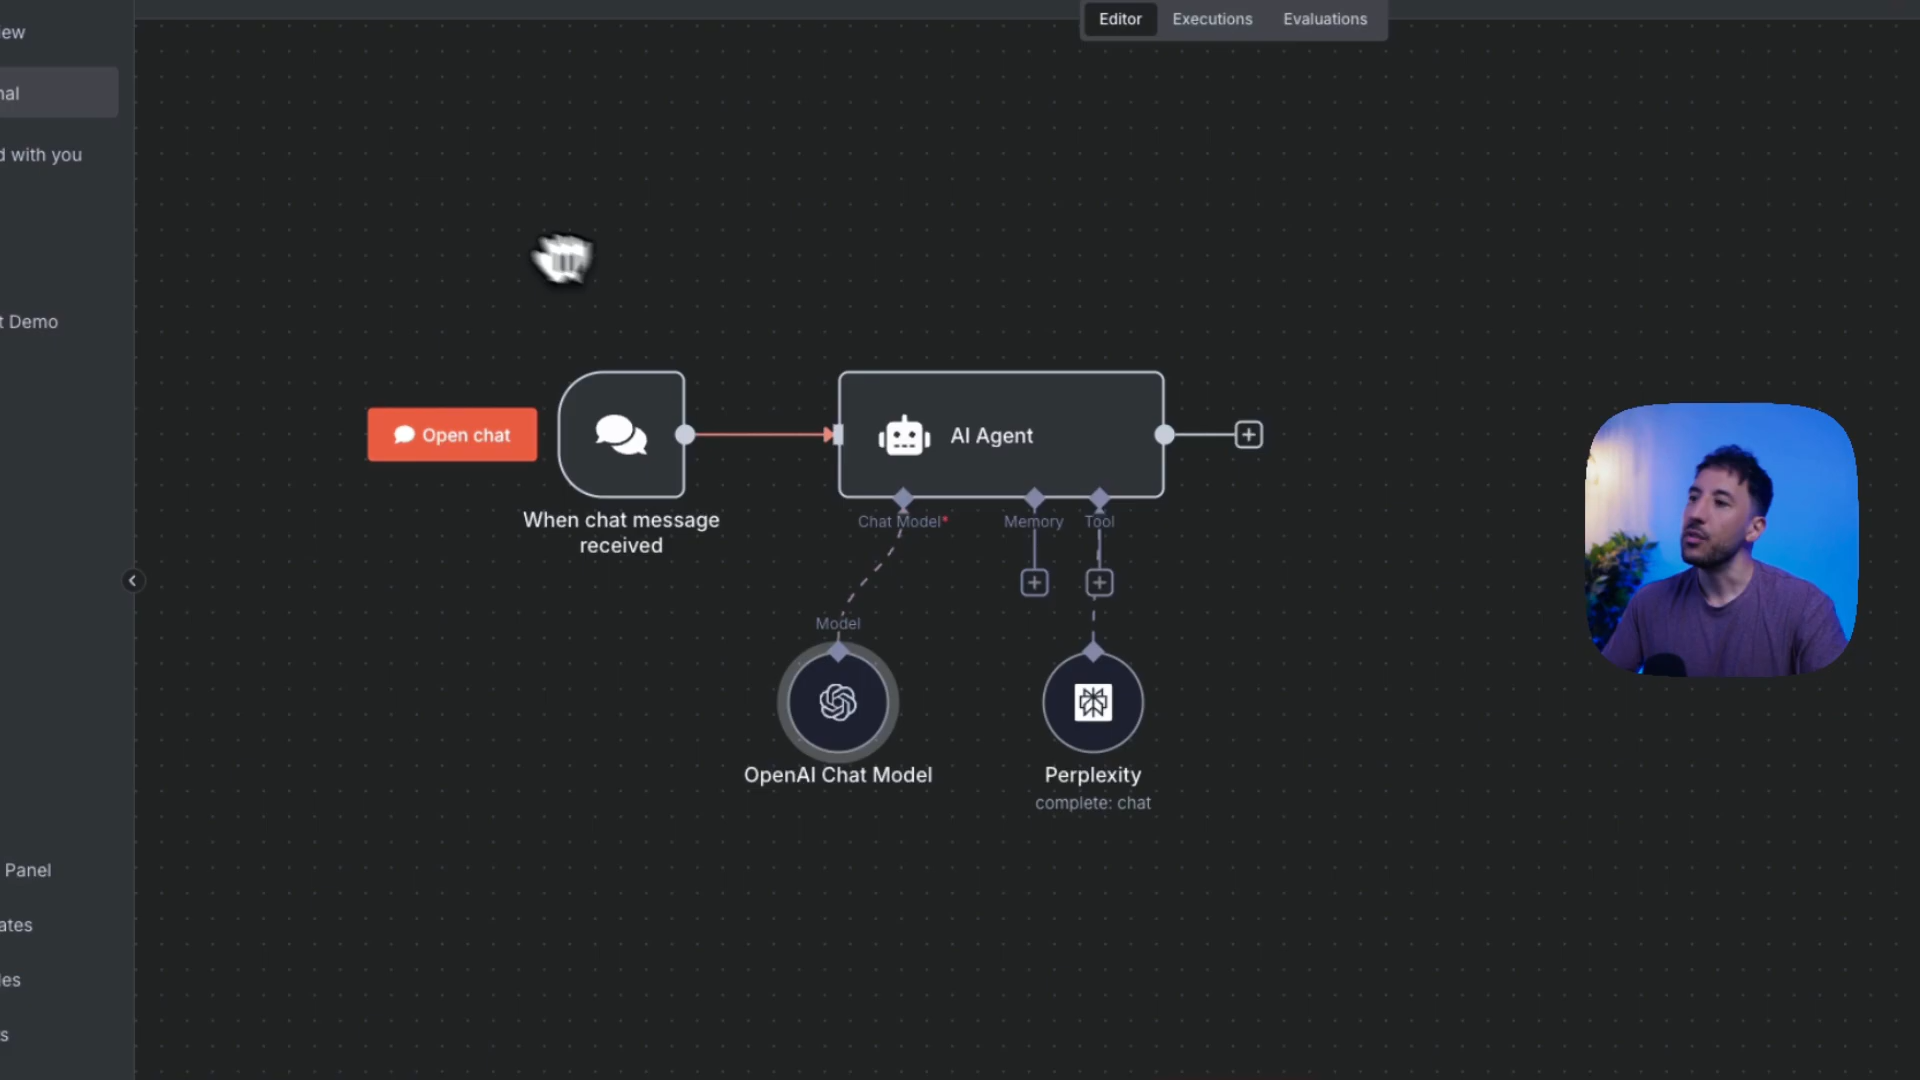 Editor Executions Evaluations
ew
nal
d with you
t Demo
Open chat
AI Agent
When chat message
received
Chat Model*
Memory
Tool
Model
OpenAI Chat Model
Perplexity
complete: chat
Panel
ates
les
s